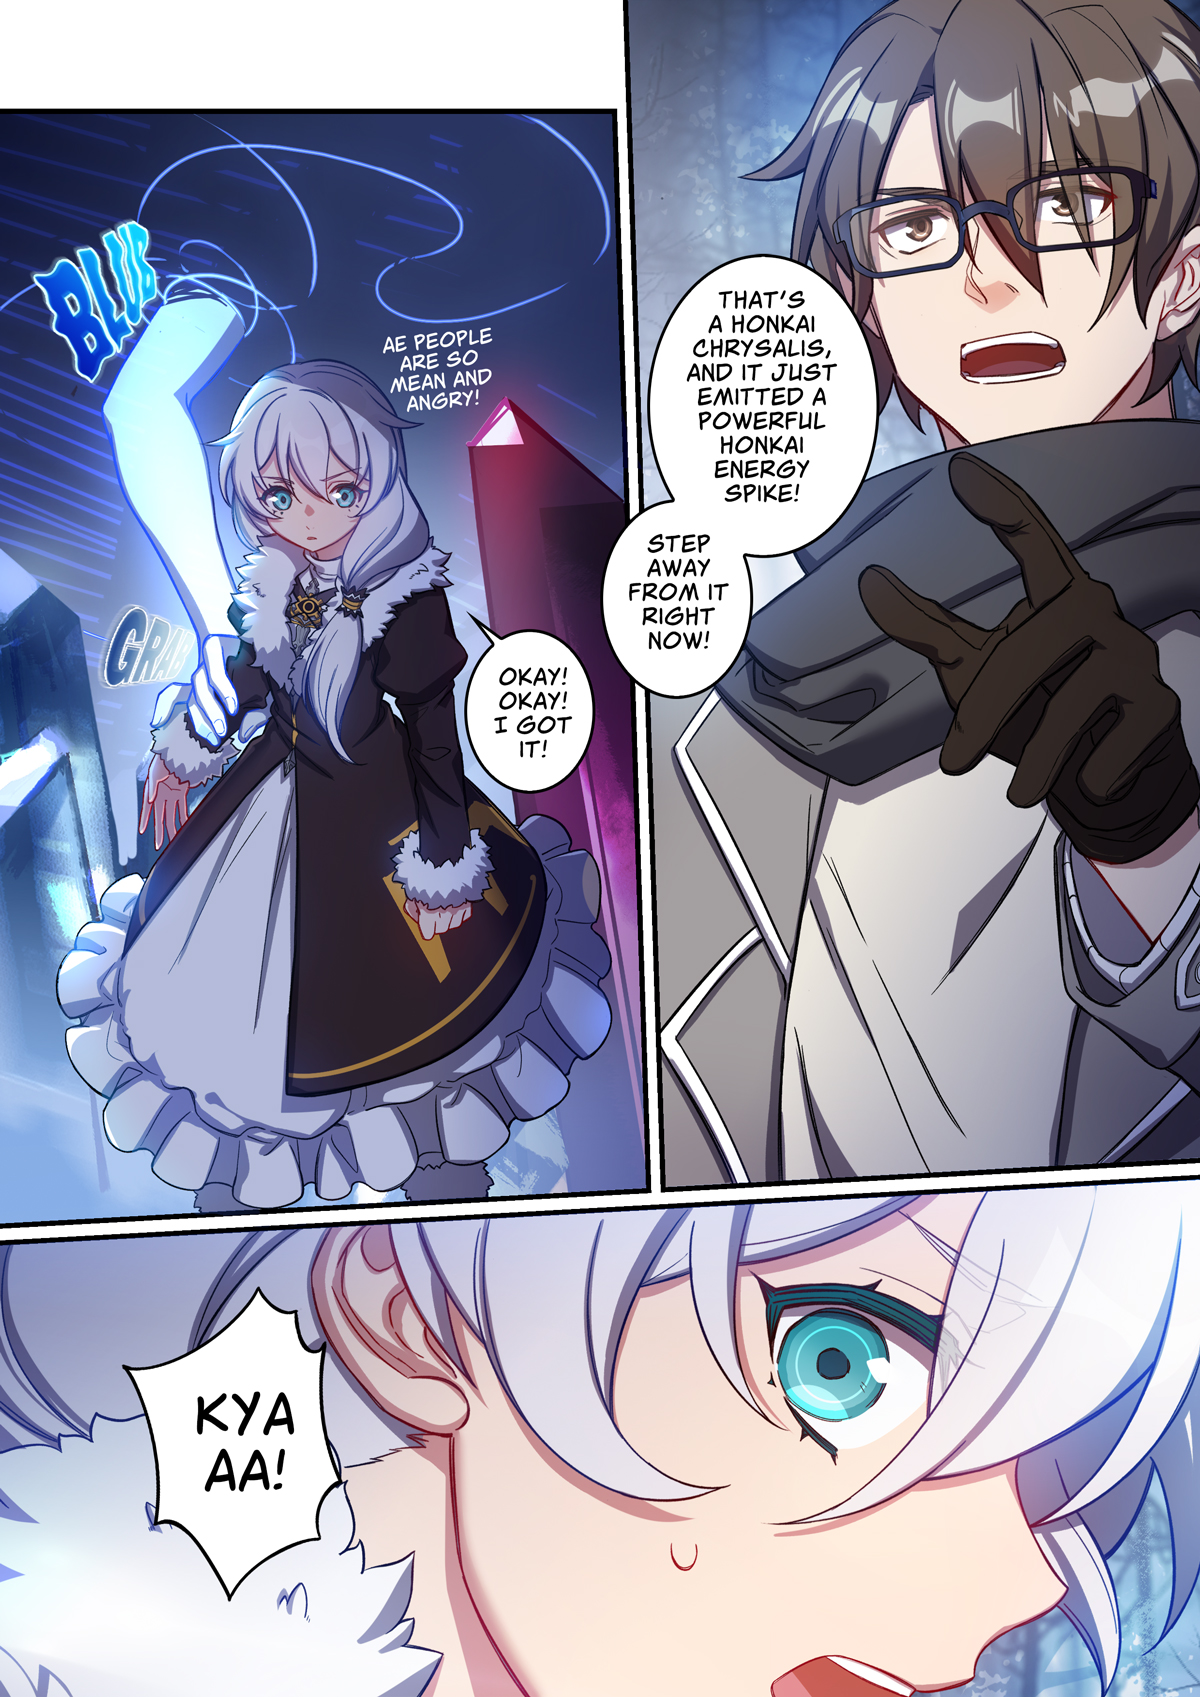 THAT'S
A HONKAI
CHRYSALIS,
AND IT JUST
EMITTED A
POWERFUL
HONKAI
ENERGY
SPIKE!
STEP
AWAY
FROM IT
RIGHT
NOW!
BLUB
AE PEOPLE
ARE SO
MEAN AND
ANGRY!
GRAB
OKAY!
OKAY!
I GOT
IT!
KYA
AA!